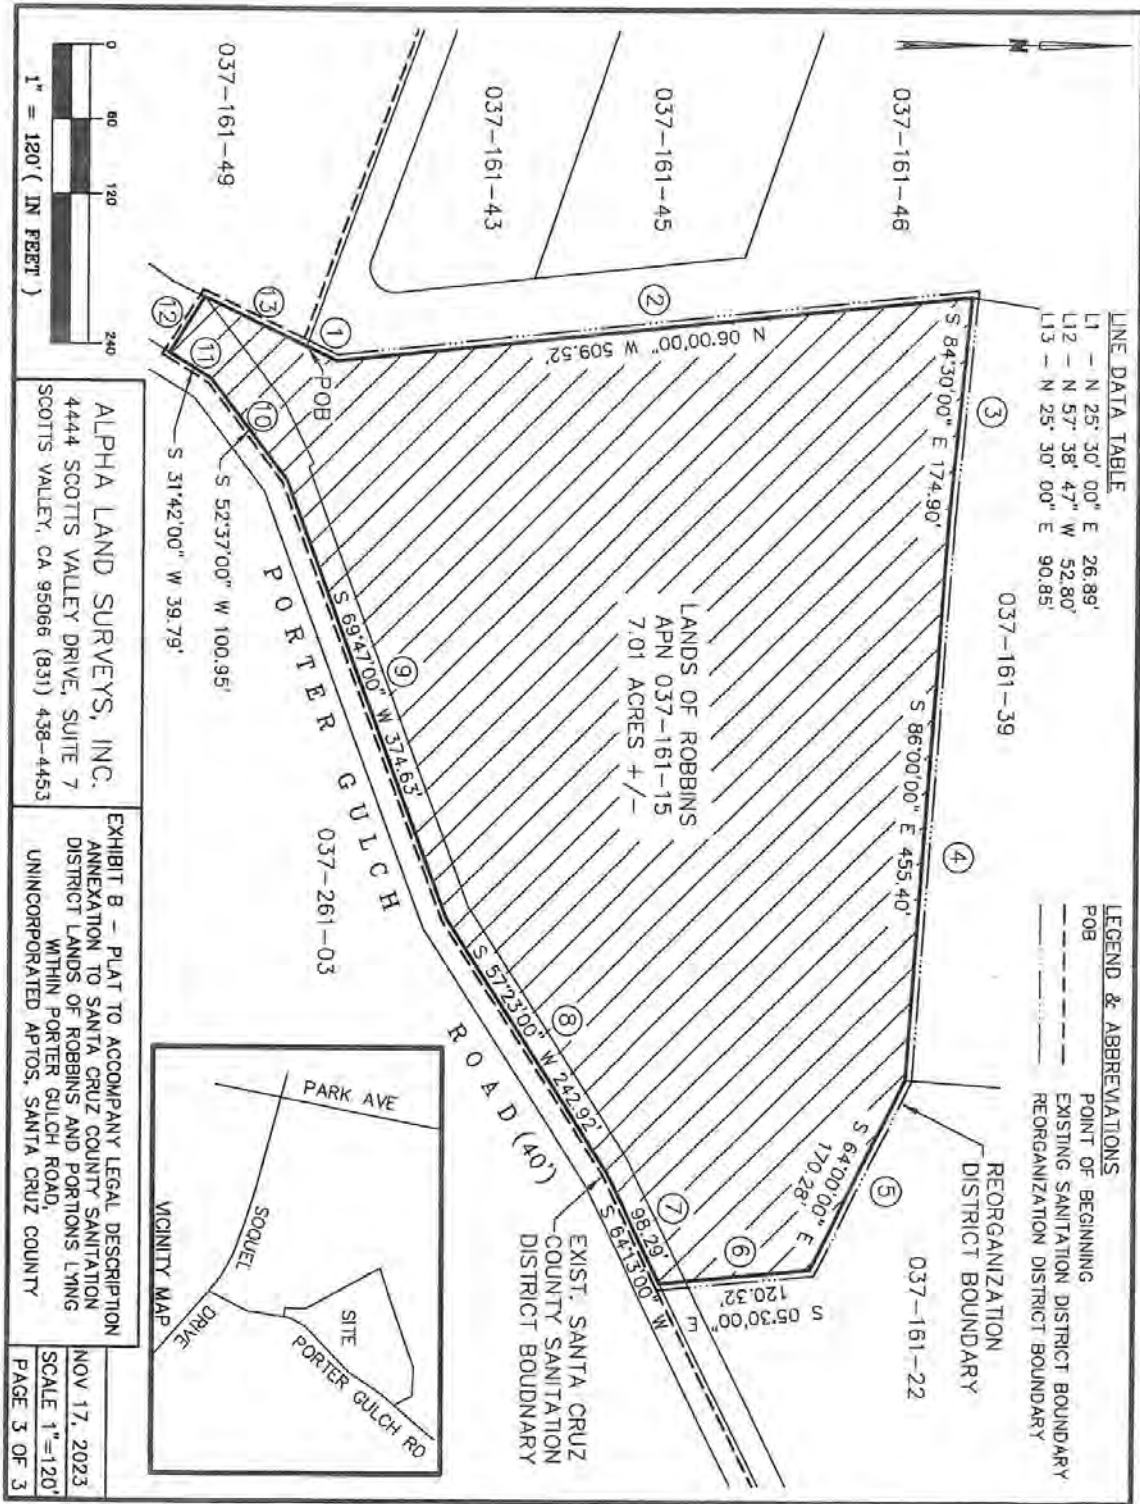 N
LINE DATA TABLE
L1 - N 25° 30' 00" E 26.89'
L12 - N 57° 38' 47" W 52.80'
L13 - N 25° 30' 00" E 90.85'
LEGEND & ABBREVIATIONS
POB POINT OF BEGINNING
EXISTING SANITATION DISTRICT BOUNDARY
REORGANIZATION DISTRICT BOUNDARY
037-161-46
037-161-45
037-161-43
037-161-49
037-161-39
037-161-22
037-261-03
REORGANIZATION
DISTRICT BOUNDARY
1
2
N 06°00'00" W 509.52'
3
S 84°30'00" E 174.90'
4
S 86°00'00" E 455.40'
5
S 64°00'00" E
170.28'
6
S 05°30'00" E
120.32'
7
98.29'
S 64°13'00" W
8
S 57°23'00" W 242.92'
9
S 69°47'00" W 374.63'
10
S 52°37'00" W 100.95'
11
S 31°42'00" W 39.79'
12
13
POB
LANDS OF ROBBINS
APN 037-161-15
7.01 ACRES +/-
PORTER GULCH ROAD (40')
EXIST. SANTA CRUZ
COUNTY SANITATION
DISTRICT BOUDNARY
PARK AVE
SOQUEL
DRIVE
SITE
PORTER GULCH RD
VICINITY MAP
0 60 120 240
1" = 120' ( IN FEET )
ALPHA LAND SURVEYS, INC.
4444 SCOTTS VALLEY DRIVE, SUITE 7
SCOTTS VALLEY, CA 95066 (831) 438-4453
EXHIBIT B - PLAT TO ACCOMPANY LEGAL DESCRIPTION
ANNEXATION TO SANTA CRUZ COUNTY SANITATION
DISTRICT LANDS OF ROBBINS AND PORTIONS LYING
WITHIN PORTER GULCH ROAD,
UNINCORPORATED APTOS, SANTA CRUZ COUNTY
NOV 17, 2023
SCALE 1"=120'
PAGE 3 OF 3